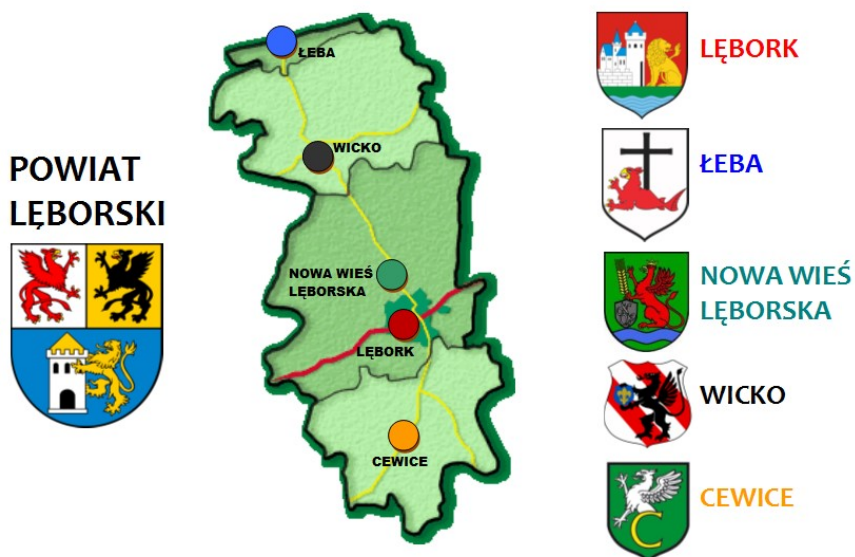 POWIAT
LĘBORSKI
ŁEBA
WICKO
NOWA WIEŚ
LĘBORSKA
LĘBORK
CEWICE
LĘBORK
ŁEBA
NOWA WIEŚ
LĘBORSKA
WICKO
CEWICE
C